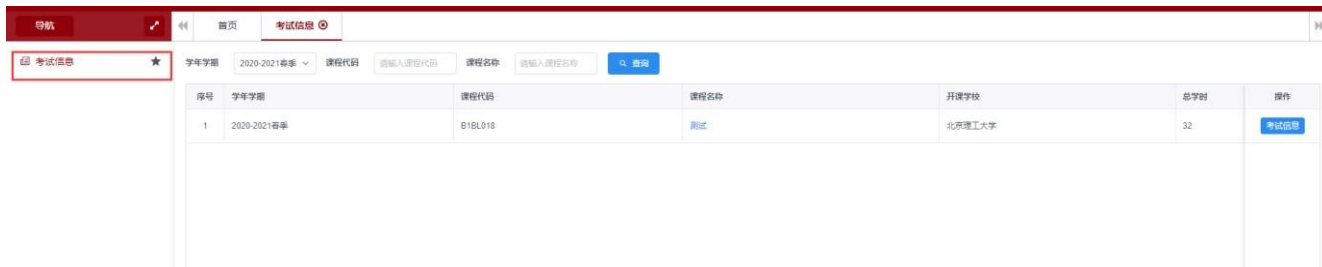 导航 首页 考试信息
考试信息
学年学期 2020-2021春季 课程代码 请输入课程代码 课程名称 请输入课程名称 查询
序号 学年学期 课程代码 课程名称 开课学校 总学时 操作
1 2020-2021春季 B1BL018 测试 北京理工大学 32 考试信息